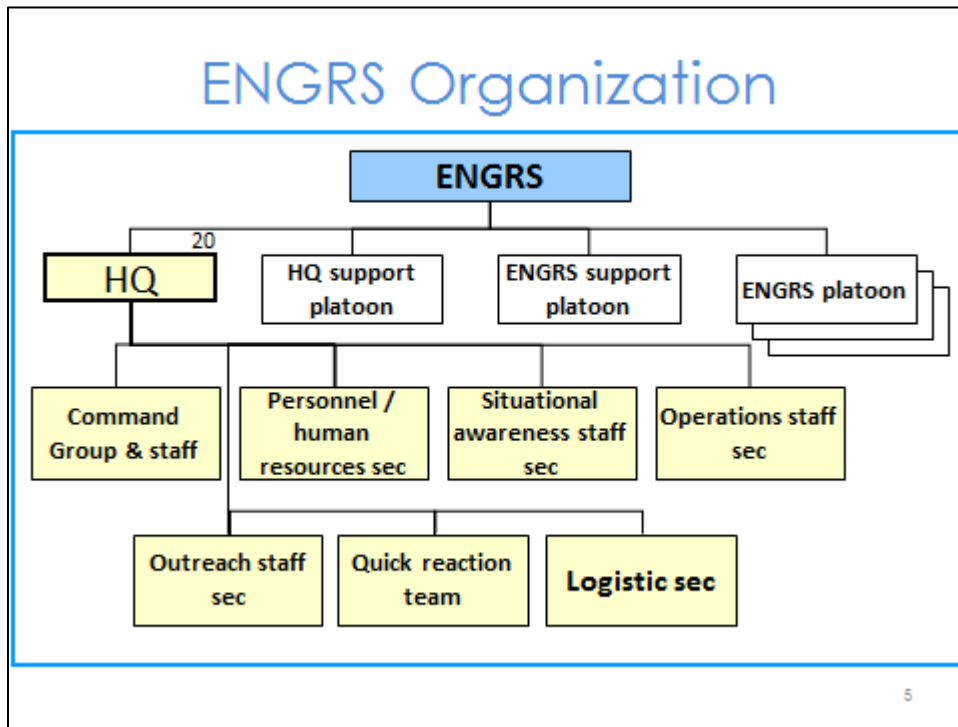 ENGRS Organization
ENGRS
20
HQ
HQ support
platoon
ENGRS support
platoon
ENGRS platoon
Command
Group & staff
Personnel /
human
resources sec
Situational
awareness staff
sec
Operations staff
sec
Outreach staff
sec
Quick reaction
team
Logistic sec
5